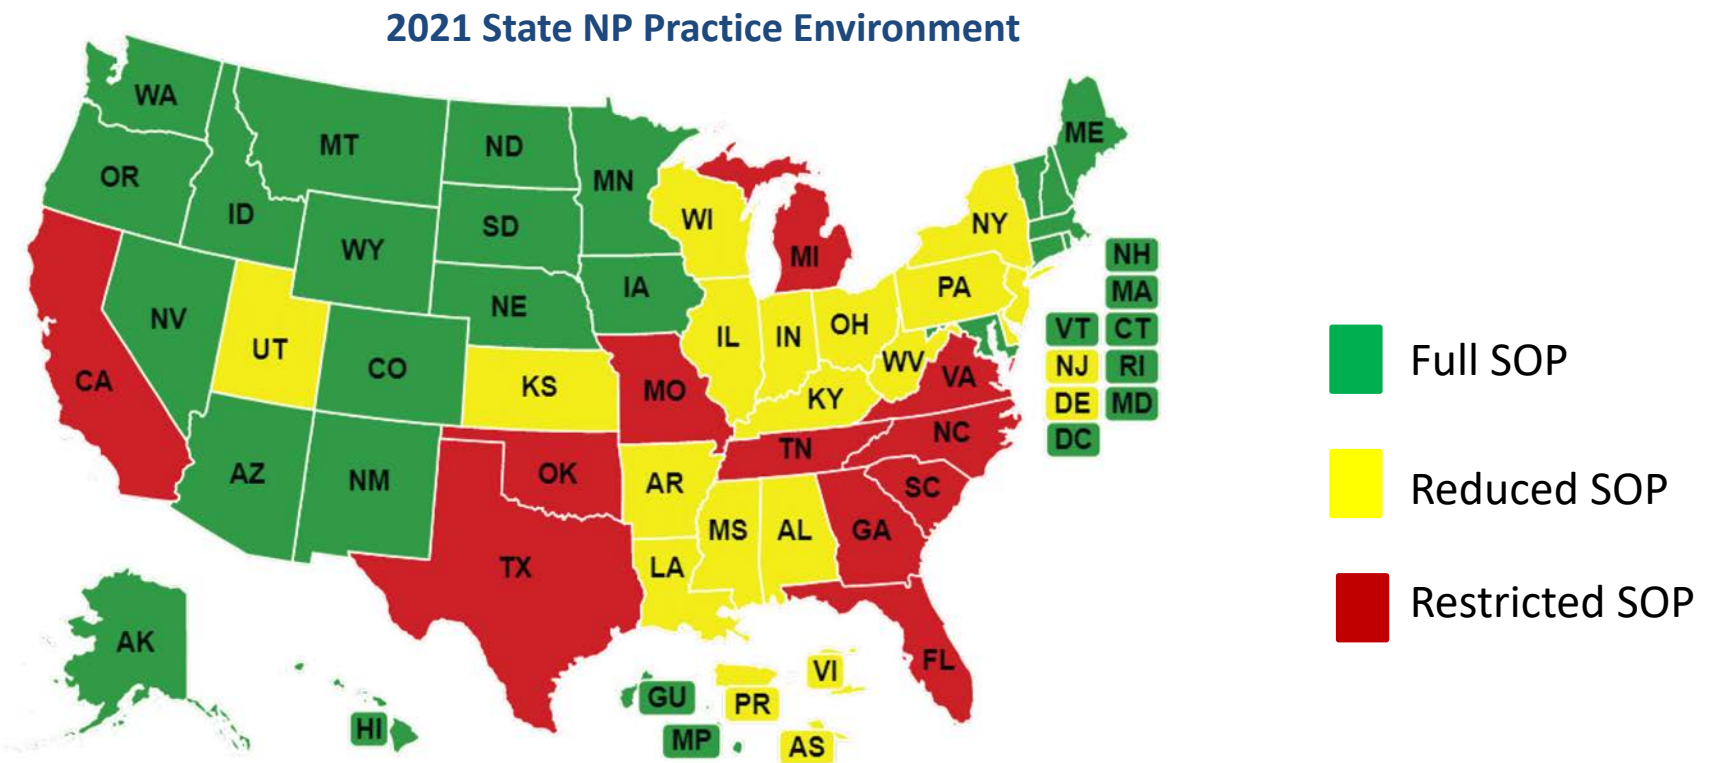 2021 State NP Practice Environment
WA
MT
ND
MN
ME
OR
ID
SD
WI
NY
WY
MI
NH
IA
PA
MA
NE
NV
IL
IN
OH
VT
CT
UT
CO
WV
NJ
RI
Full SOP
CA
KS
MO
KY
VA
DE
MD
NC
DC
TN
AZ
NM
OK
AR
SC
Reduced SOP
MS
AL
GA
TX
LA
Restricted SOP
AK
FL
VI
GU
PR
HI
MP
AS